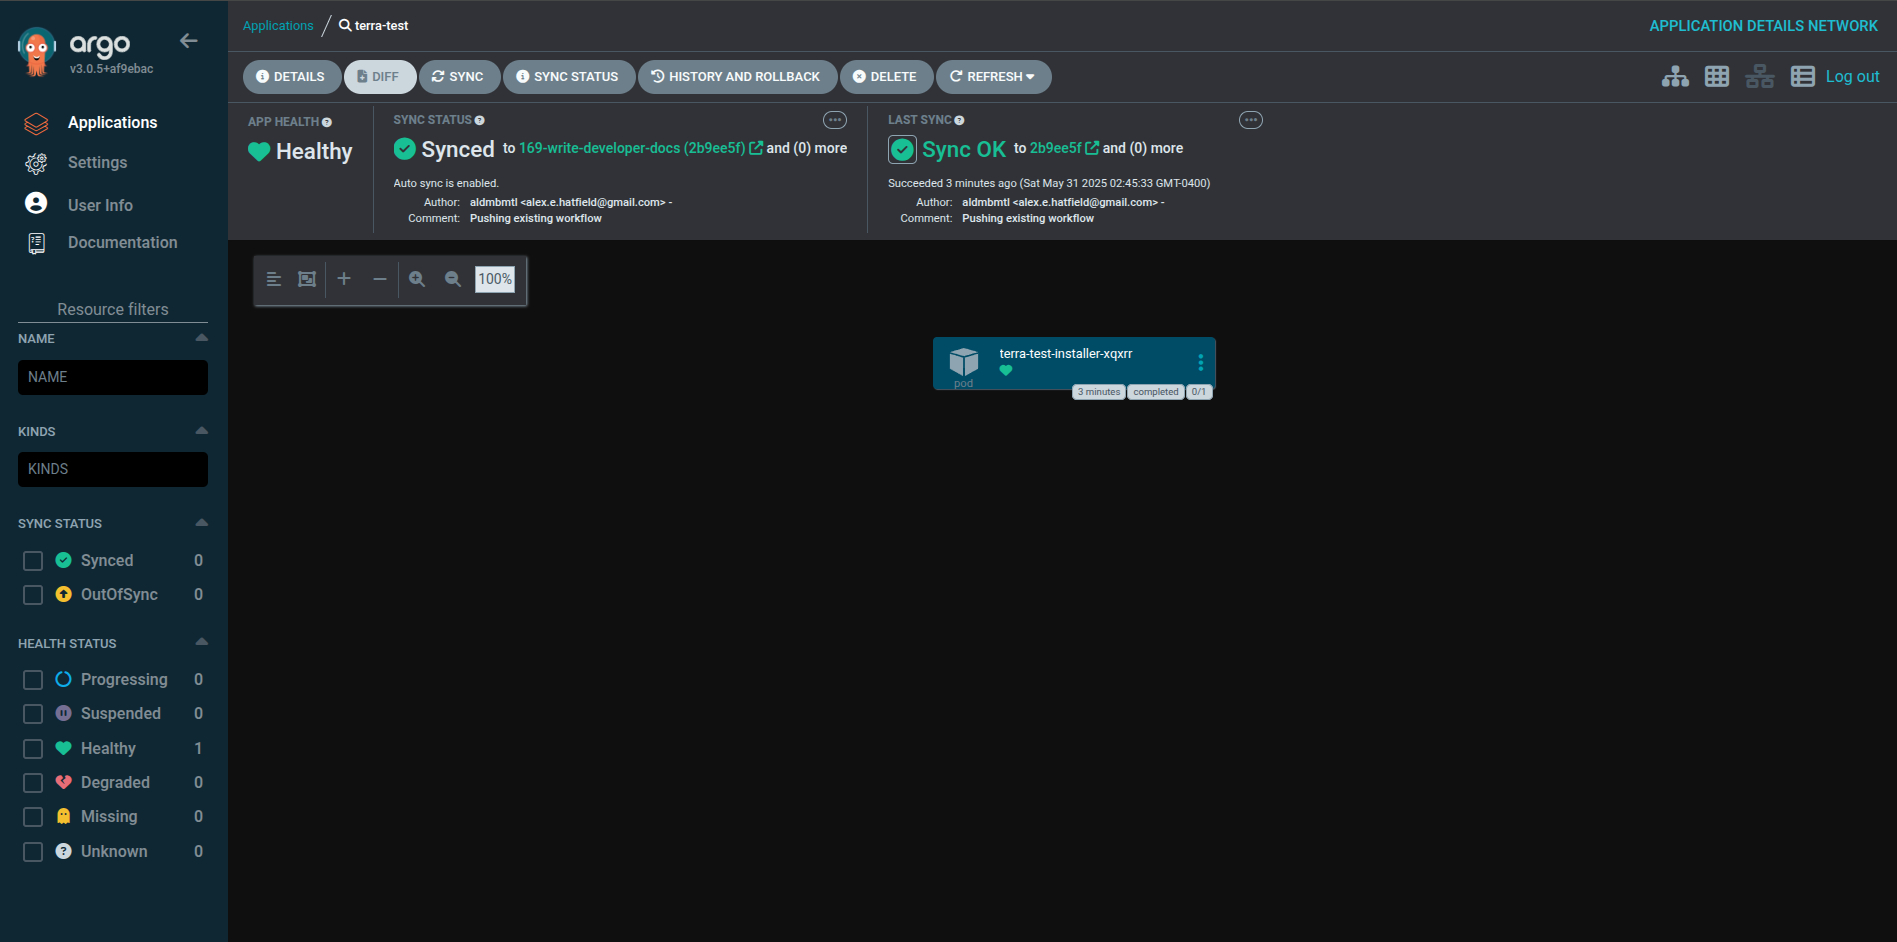 argo
v3.0.5+af9ebac
Applications
Settings
User Info
Documentation
Resource filters
NAME
NAME
KINDS
KINDS
SYNC STATUS
Synced 0
OutOfSync 0
HEALTH STATUS
Progressing 0
Suspended 0
Healthy 1
Degraded 0
Missing 0
Unknown 0
Applications / terra-test
APPLICATION DETAILS NETWORK
DETAILS DIFF SYNC SYNC STATUS HISTORY AND ROLLBACK DELETE REFRESH
Log out
APP HEALTH
Healthy
SYNC STATUS
Synced to 169-write-developer-docs (2b9ee5f) and (0) more
Auto sync is enabled.
Author: aldmbmtl <alex.e.hatfield@gmail.com> -
Comment: Pushing existing workflow
LAST SYNC
Sync OK to 2b9ee5f and (0) more
Succeeded 3 minutes ago (Sat May 31 2025 02:45:33 GMT-0400)
Author: aldmbmtl <alex.e.hatfield@gmail.com> -
Comment: Pushing existing workflow
100%
terra-test-installer-xqxrr
pod
3 minutes completed 0/1